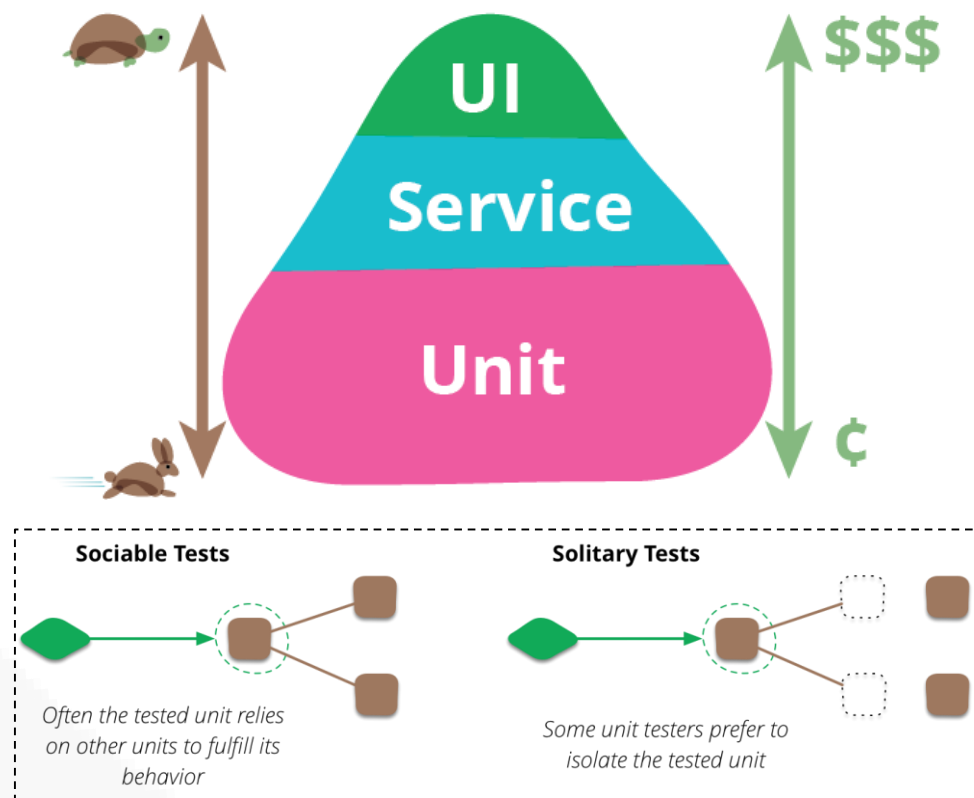 $$$
UI
Service
Unit
¢
Sociable Tests
Solitary Tests
Often the tested unit relies
on other units to fulfill its
behavior
Some unit testers prefer to
isolate the tested unit